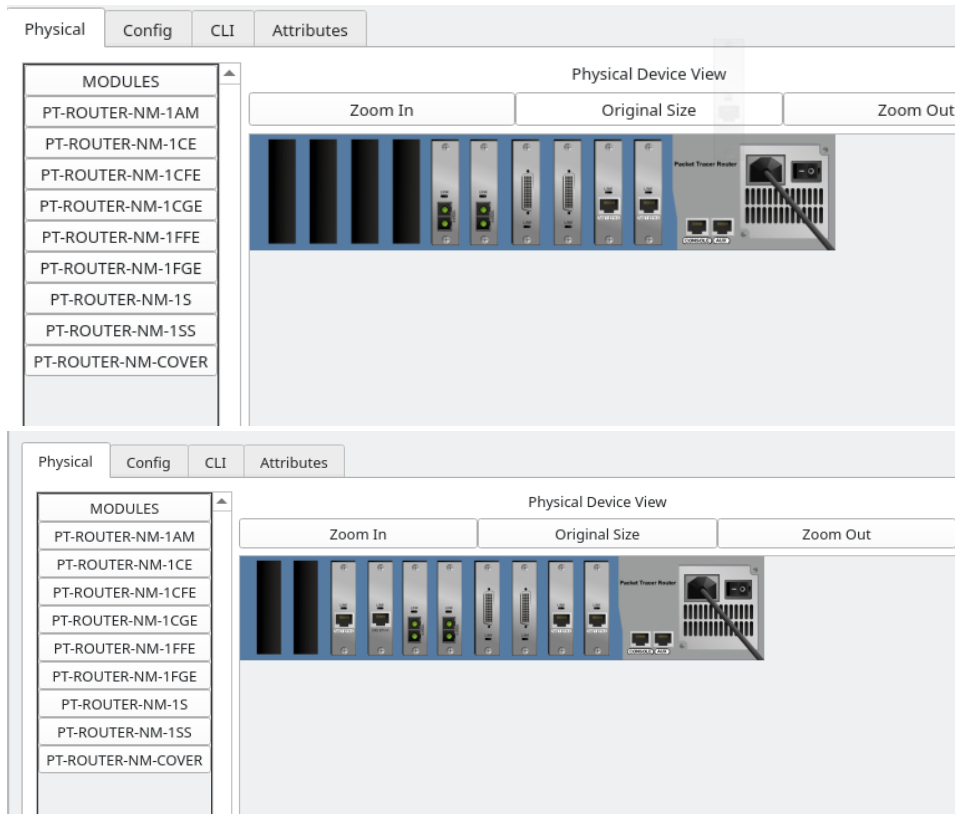 Physical Config CLI Attributes
MODULES
PT-ROUTER-NM-1AM
PT-ROUTER-NM-1CE
PT-ROUTER-NM-1CFE
PT-ROUTER-NM-1CGE
PT-ROUTER-NM-1FFE
PT-ROUTER-NM-1FGE
PT-ROUTER-NM-1S
PT-ROUTER-NM-1SS
PT-ROUTER-NM-COVER
Physical Device View
Zoom In Original Size Zoom Out
Packet Tracer Router
CONSOLE AUX
Physical Config CLI Attributes
MODULES
PT-ROUTER-NM-1AM
PT-ROUTER-NM-1CE
PT-ROUTER-NM-1CFE
PT-ROUTER-NM-1CGE
PT-ROUTER-NM-1FFE
PT-ROUTER-NM-1FGE
PT-ROUTER-NM-1S
PT-ROUTER-NM-1SS
PT-ROUTER-NM-COVER
Physical Device View
Zoom In Original Size Zoom Out
Packet Tracer Router
CONSOLE AUX